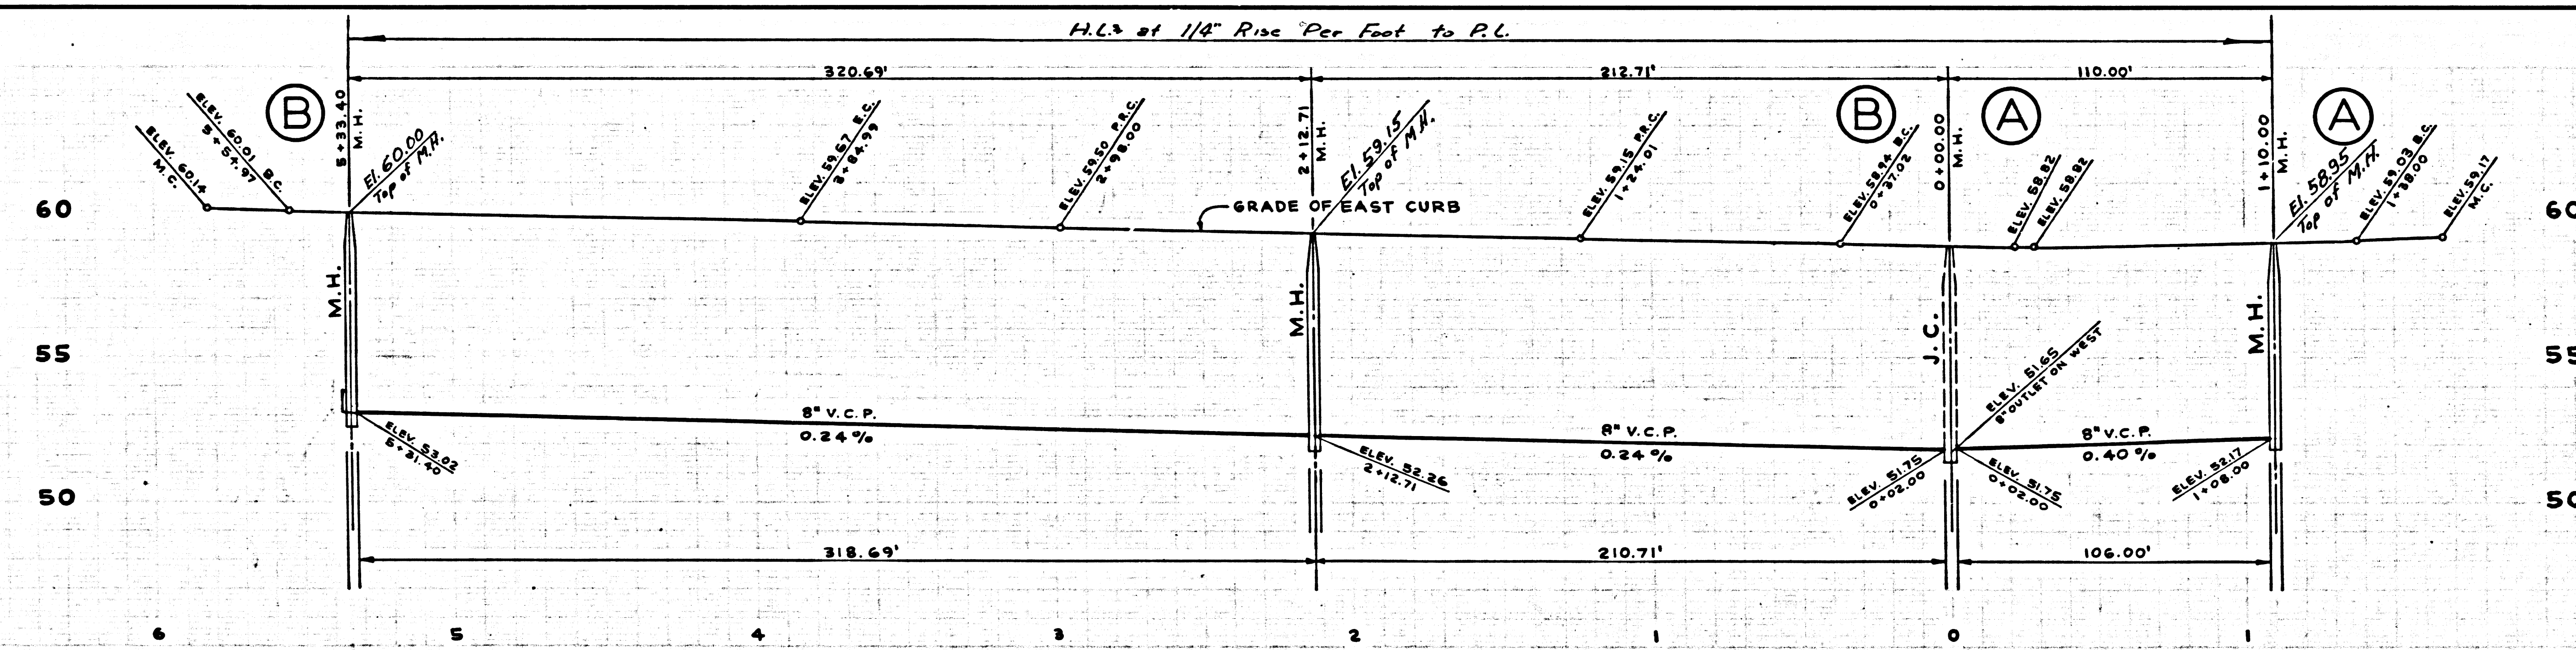 H.L.s at 1/4" Rise Per Foot to P.L.
320.69'
212.71'
110.00'
B
B
A
A
ELEV. 60.14
M.C.
ELEV. 60.01 B.C.
5+54.97
5+33.40
M.H.
El. 60.00
Top of M.H.
ELEV. 59.67 E.C.
3+84.99
ELEV. 59.50 P.R.C.
2+98.00
2+12.71
M.H.
El. 59.15
Top of M.H.
ELEV. 59.15 P.R.C.
1+24.01
ELEV. 58.94 B.C.
0+37.02
0+00.00
M.H.
ELEV. 58.82
ELEV. 58.82
1+10.00
M.H.
El. 58.95
Top of M.H.
ELEV. 59.03 B.C.
1+38.00
ELEV. 59.17
M.C.
60
GRADE OF EAST CURB
60
M.H.
M.H.
J.C.
M.H.
55
55
ELEV. 51.65
8" OUTLET ON WEST
8" V.C.P.
0.24 %
8" V.C.P.
0.24 %
8" V.C.P.
0.40 %
ELEV. 53.02
5+31.40
ELEV. 52.26
2+12.71
ELEV. 51.75
0+02.00
ELEV. 51.75
0+02.00
ELEV. 52.17
1+08.00
50
50
318.69'
210.71'
106.00'
6
5
4
3
2
1
0
1